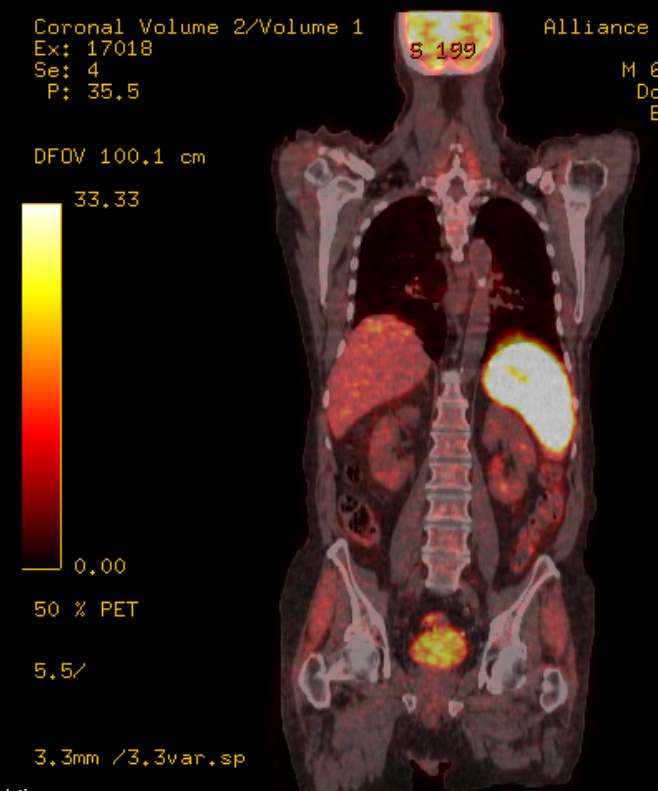 Coronal Volume 2/Volume 1
Ex: 17018
Se: 4
P: 35.5
S 199
Alliance
M 6
DFOV 100.1 cm
33.33
0.00
50 % PET
5.5/
3.3mm /3.3var.sp